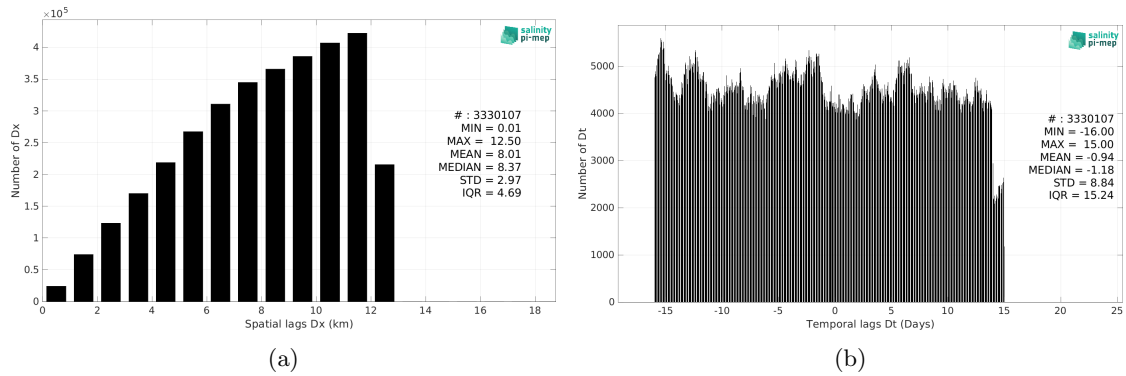 ×10⁵
4
3.5
3
2.5
2
1.5
1
0.5
0
Number of Dx
0 2 4 6 8 10 12 14 16 18
Spatial lags Dx (km)
salinity
pi-mep
# : 3330107
MIN = 0.01
MAX = 12.50
MEAN = 8.01
MEDIAN = 8.37
STD = 2.97
IQR = 4.69
(a)
5000
4000
3000
2000
1000
0
Number of Dt
-15 -10 -5 0 5 10 15 20 25
Temporal lags Dt (Days)
salinity
pi-mep
# : 3330107
MIN = -16.00
MAX = 15.00
MEAN = -0.94
MEDIAN = -1.18
STD = 8.84
IQR = 15.24
(b)